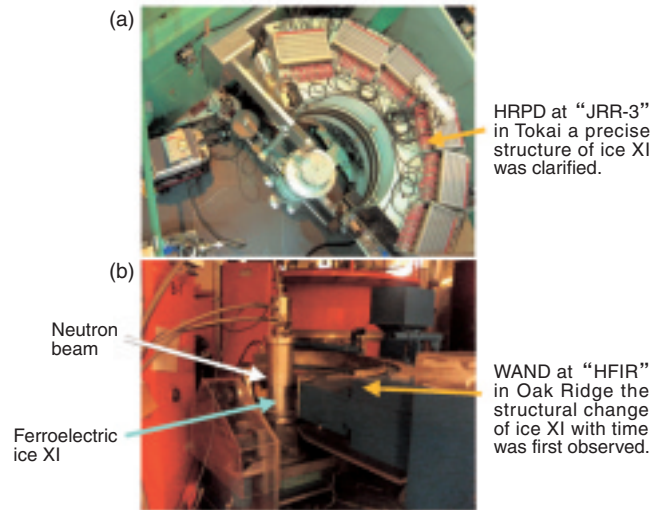 (a)
HRPD at “JRR-3”
in Tokai a precise
structure of ice XI
was clarified.
(b)
Neutron
beam
Ferroelectric
ice XI
WAND at “HFIR”
in Oak Ridge the
structural change
of ice XI with time
was first observed.